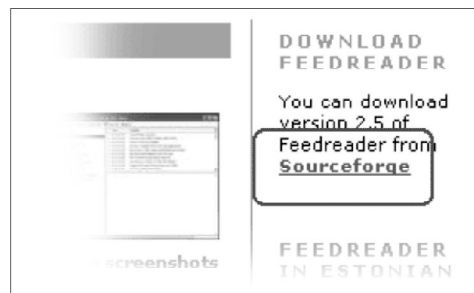 DOWNLOAD
FEEDREADER
You can download
version 2.5 of
Feedreader from
Sourceforge
screenshots
FEEDREADER
IN ESTONIAN